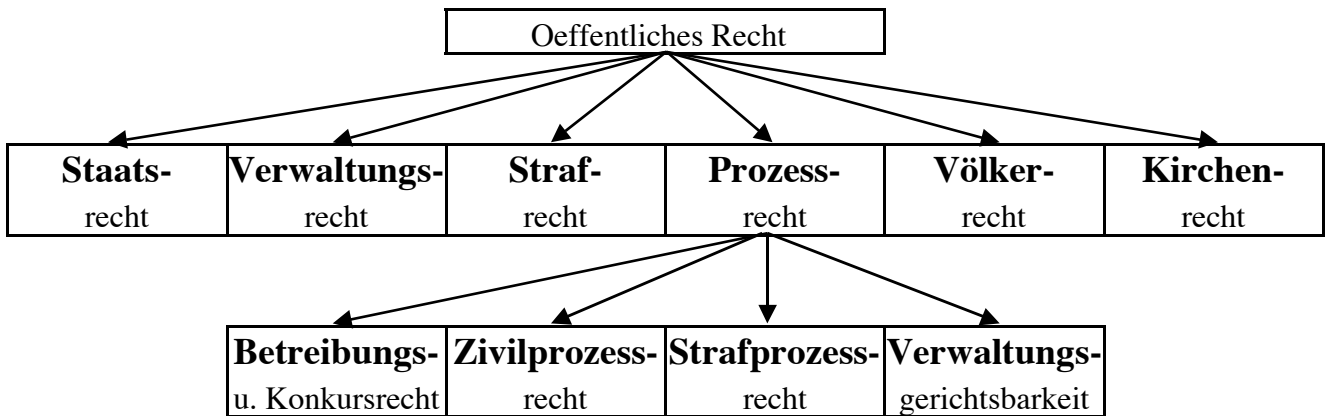 Oeffentliches Recht
Staats- Verwaltungs- Straf- Prozess- Völker- Kirchen-
recht recht recht recht recht recht
Betreibungs- Zivilprozess- Strafprozess- Verwaltungs-
u. Konkursrecht recht recht gerichtsbarkeit